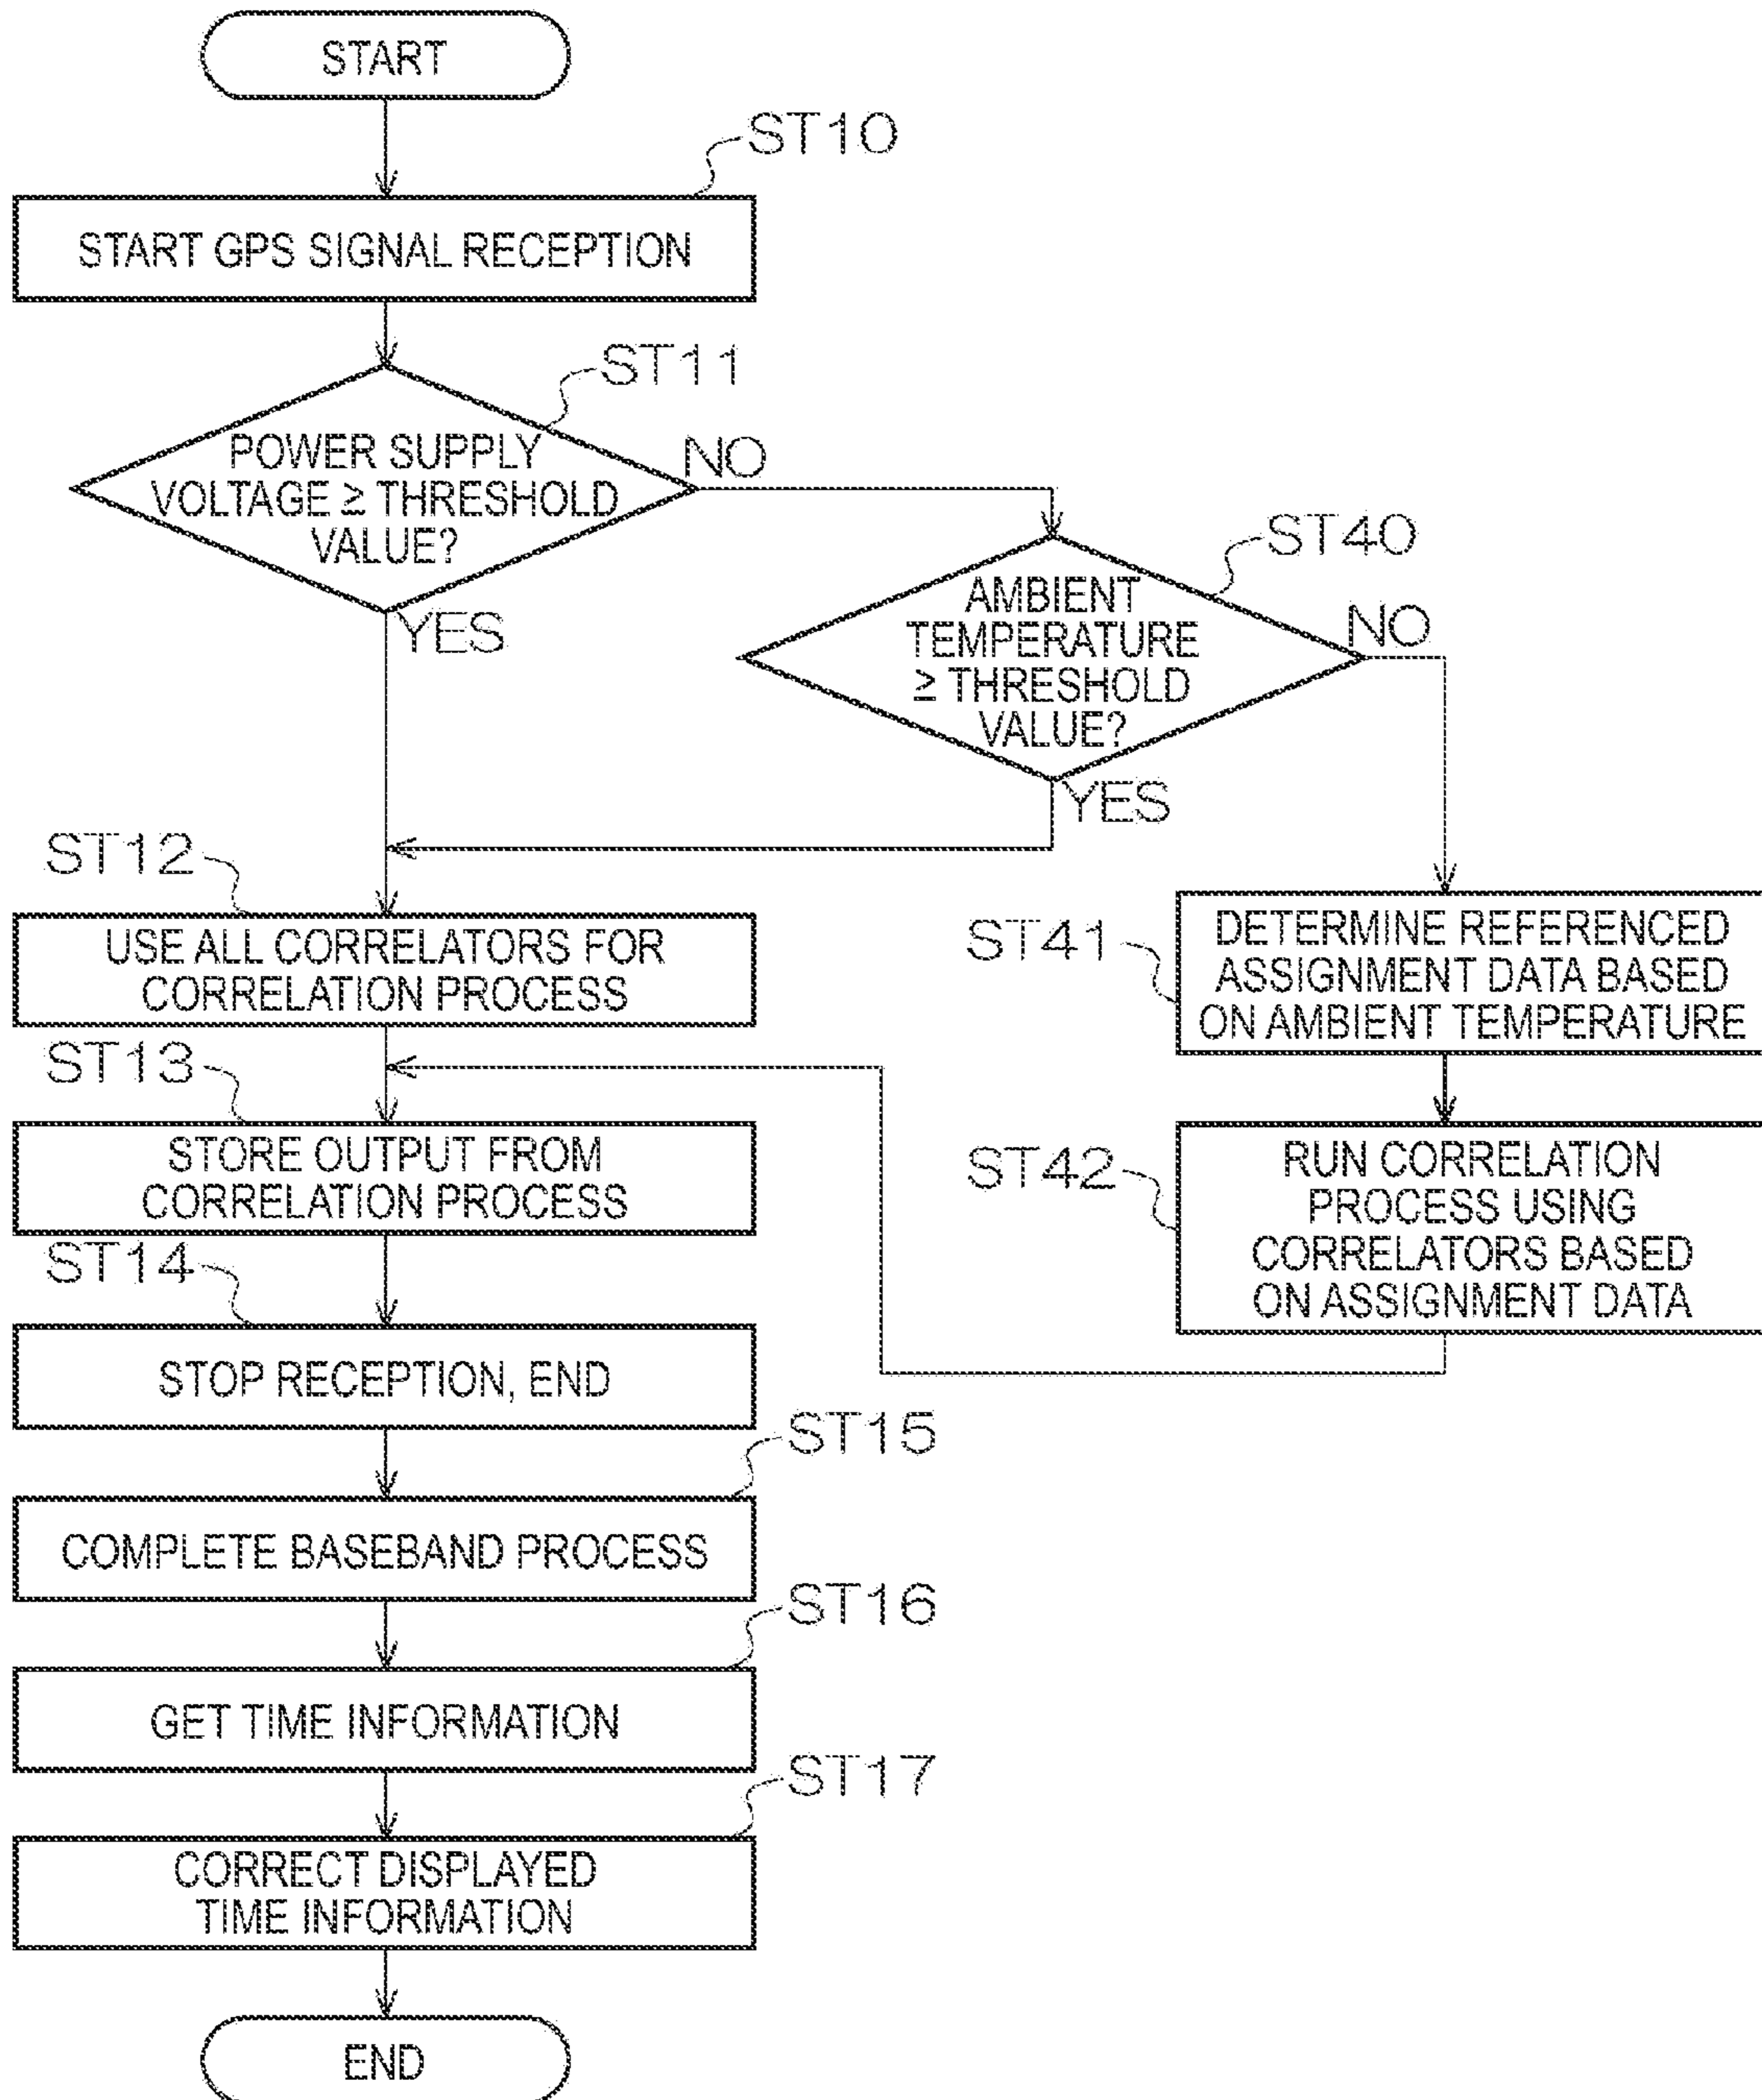 START
ST10
START GPS SIGNAL RECEPTION
ST11
POWER SUPPLY
VOLTAGE ≥ THRESHOLD
VALUE?
NO
YES
ST40
AMBIENT
TEMPERATURE
≥ THRESHOLD
VALUE?
NO
YES
ST12
USE ALL CORRELATORS FOR
CORRELATION PROCESS
ST41
DETERMINE REFERENCED
ASSIGNMENT DATA BASED
ON AMBIENT TEMPERATURE
ST13
STORE OUTPUT FROM
CORRELATION PROCESS
ST42
RUN CORRELATION
PROCESS USING
CORRELATORS BASED
ON ASSIGNMENT DATA
ST14
STOP RECEPTION, END
ST15
COMPLETE BASEBAND PROCESS
ST16
GET TIME INFORMATION
ST17
CORRECT DISPLAYED
TIME INFORMATION
END